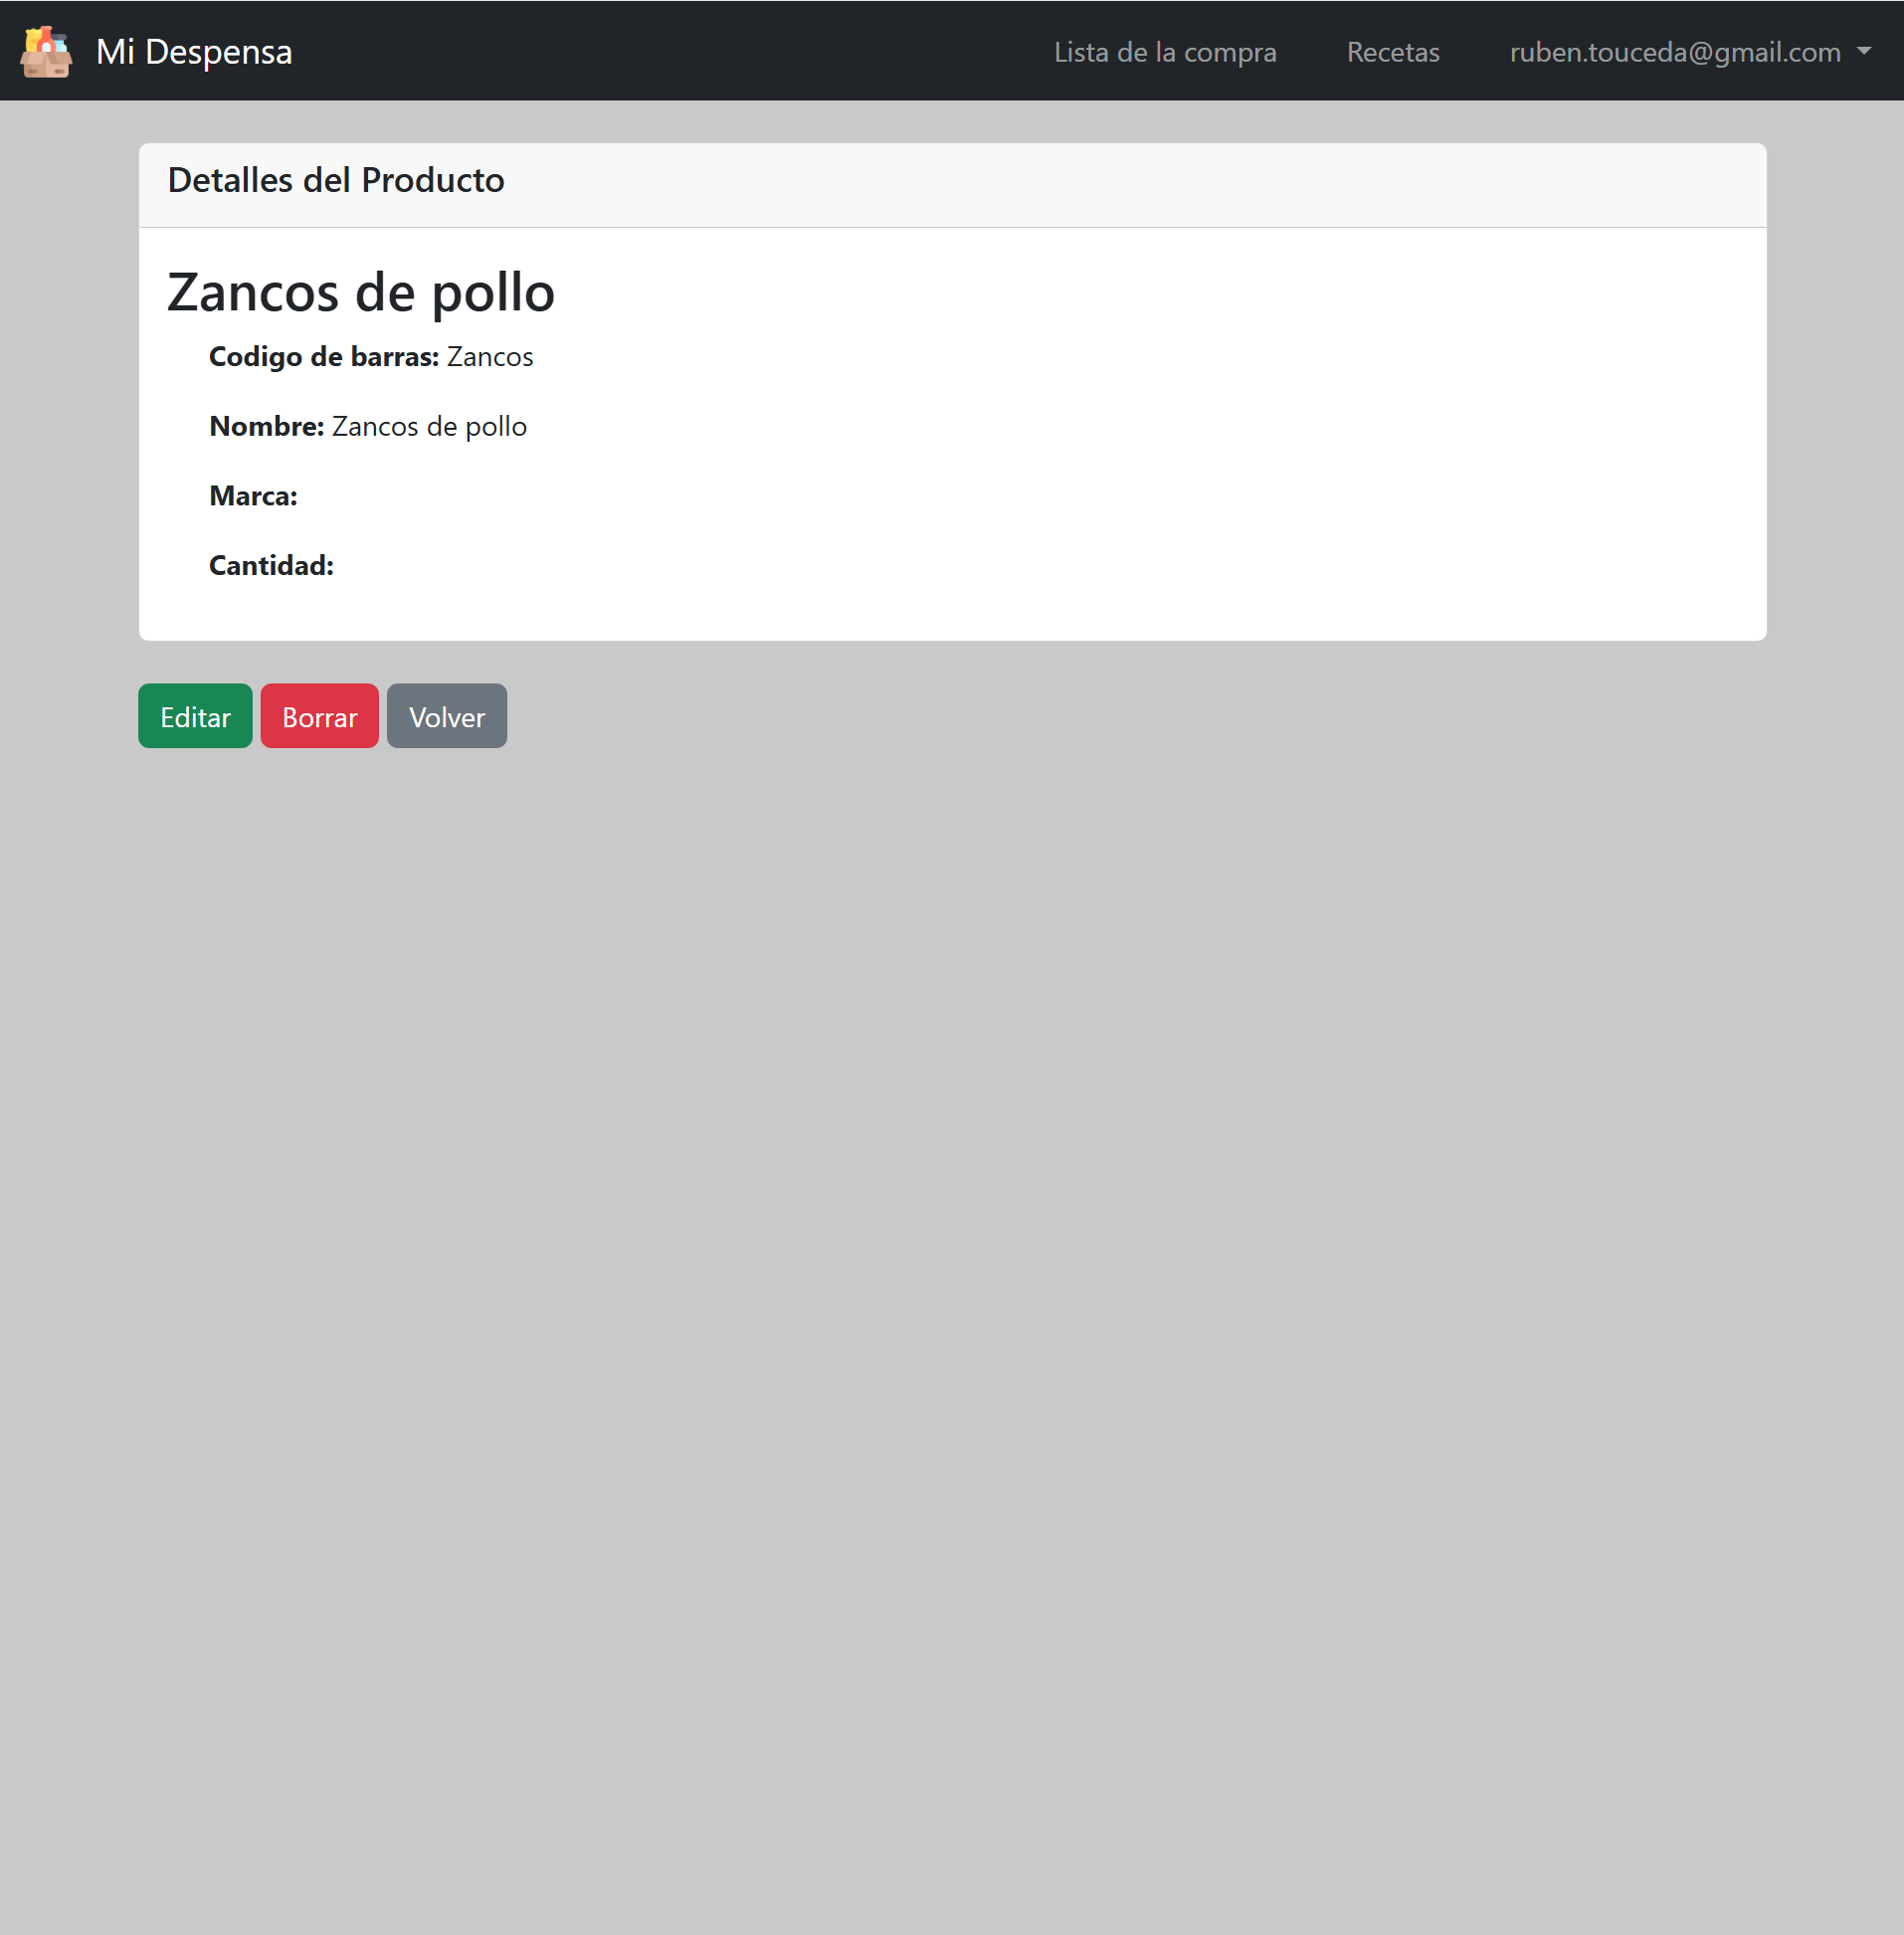 Mi Despensa
Lista de la compra
Recetas
ruben.touceda@gmail.com
Detalles del Producto
Zancos de pollo
Codigo de barras: Zancos
Nombre: Zancos de pollo
Marca:
Cantidad:
Editar
Borrar
Volver